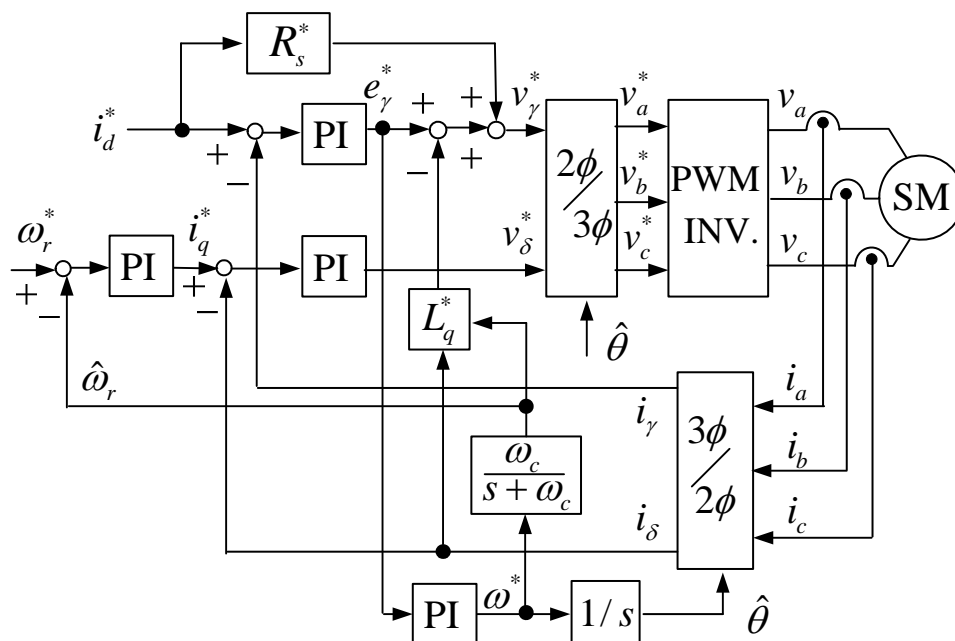 R_s^*
i_d^*
+
−
PI
e_γ^*
+
−
+
+
v_γ^*
2ϕ/3ϕ
v_a^*
v_b^*
v_c^*
PWM
INV.
v_a
v_b
v_c
SM
ω_r^*
+
−
PI
i_q^*
+
−
PI
v_δ^*
L_q^*
θ̂
ω̂_r
i_γ
3ϕ/2ϕ
i_a
i_b
i_c
ω_c
s + ω_c
i_δ
PI
ω^*
1/s
θ̂